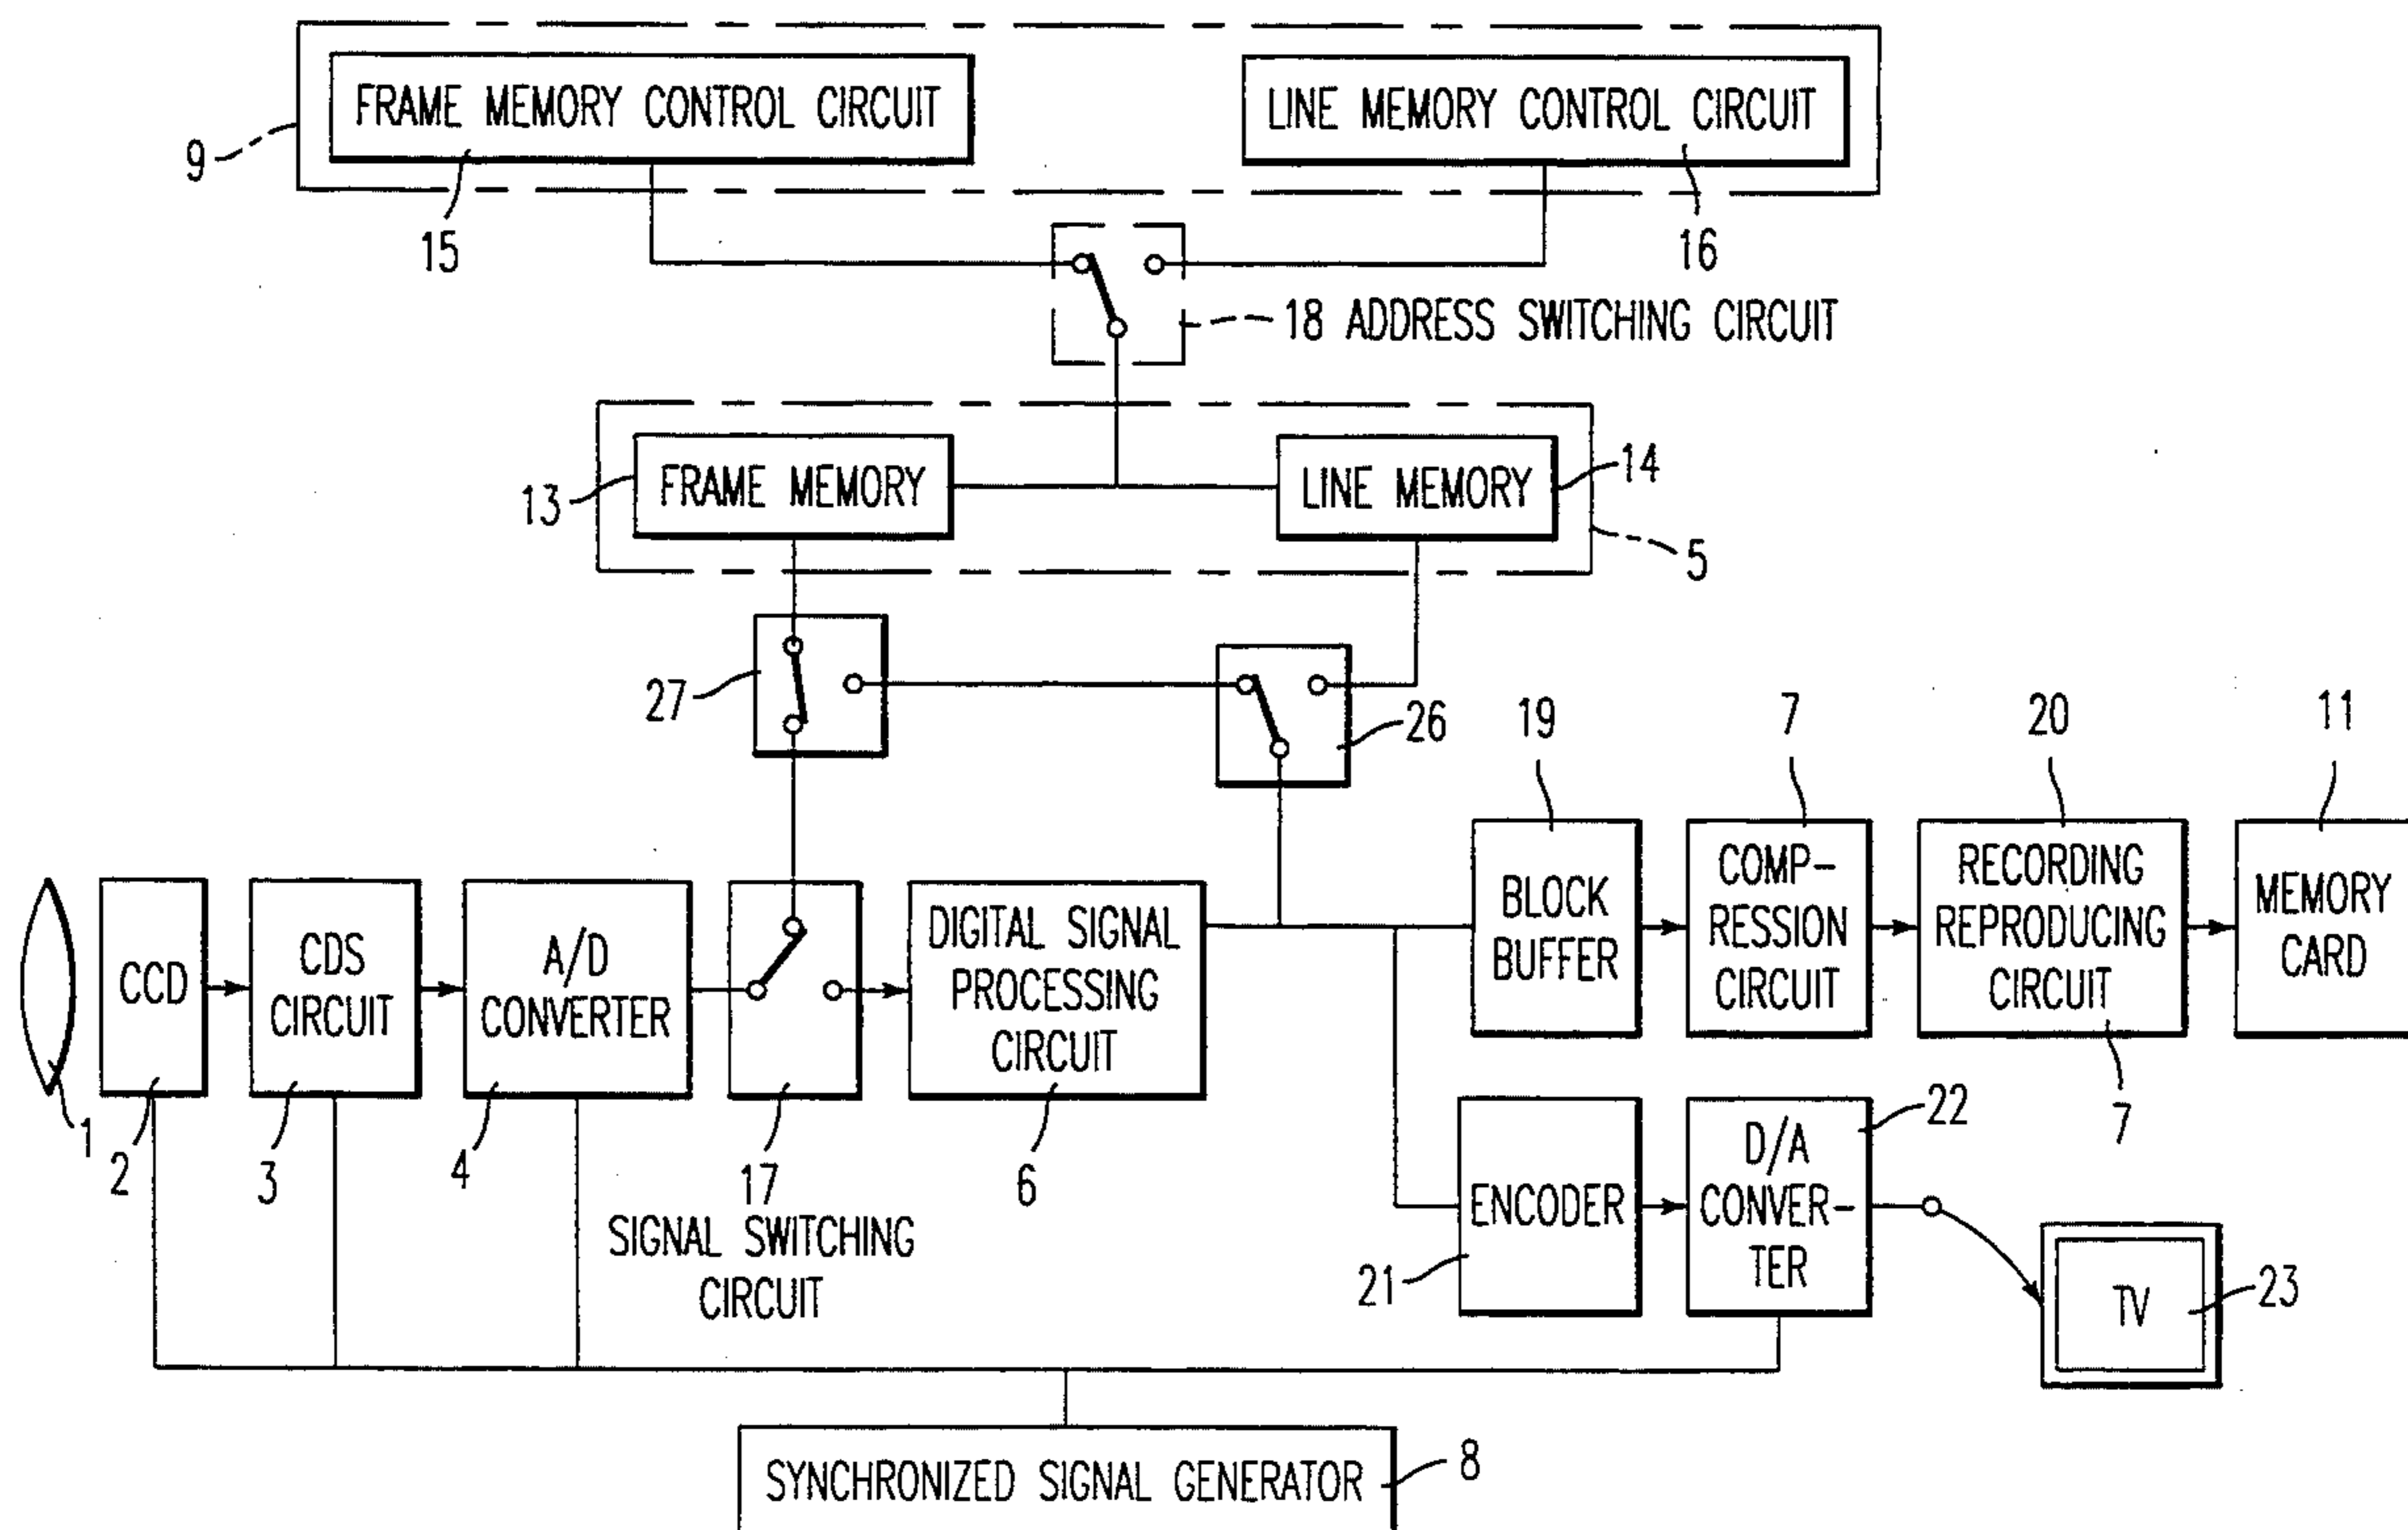 FRAME MEMORY CONTROL CIRCUIT
LINE MEMORY CONTROL CIRCUIT
9
15
16
18 ADDRESS SWITCHING CIRCUIT
FRAME MEMORY
LINE MEMORY
13
14
5
27
26
19
7
20
11
CCD
CDS
CIRCUIT
A/D
CONVERTER
DIGITAL SIGNAL
PROCESSING
CIRCUIT
BLOCK
BUFFER
COMP-
RESSION
CIRCUIT
RECORDING
REPRODUCING
CIRCUIT
MEMORY
CARD
1
2
3
4
17
SIGNAL SWITCHING
CIRCUIT
6
7
ENCODER
21
D/A
CONVER-
TER
22
TV
23
SYNCHRONIZED SIGNAL GENERATOR
8